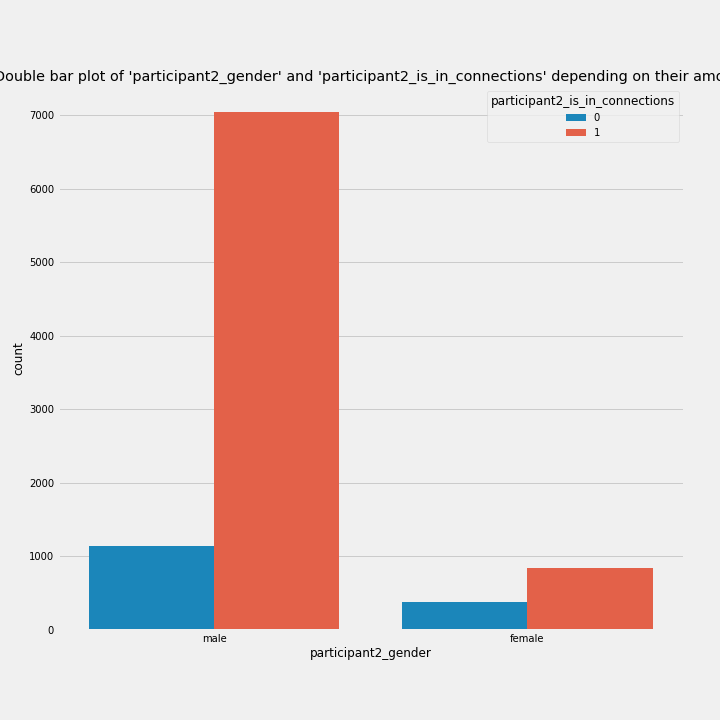 Double bar plot of 'participant2_gender' and 'participant2_is_in_connections' depending on their
participant2_is_in_connections
0
1
7000
6000
5000
4000
3000
2000
1000
0
count
male female
participant2_gender